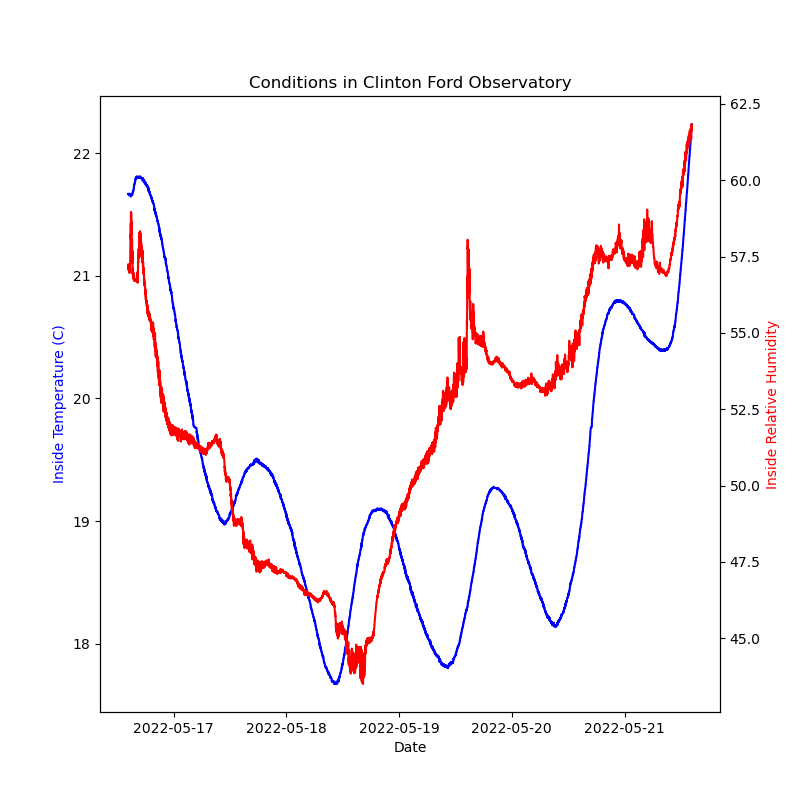 Conditions in Clinton Ford Observatory
22
21
20
19
18
Inside Temperature (C)
62.5
60.0
57.5
55.0
52.5
50.0
47.5
45.0
Inside Relative Humidity
2022-05-17 2022-05-18 2022-05-19 2022-05-20 2022-05-21
Date